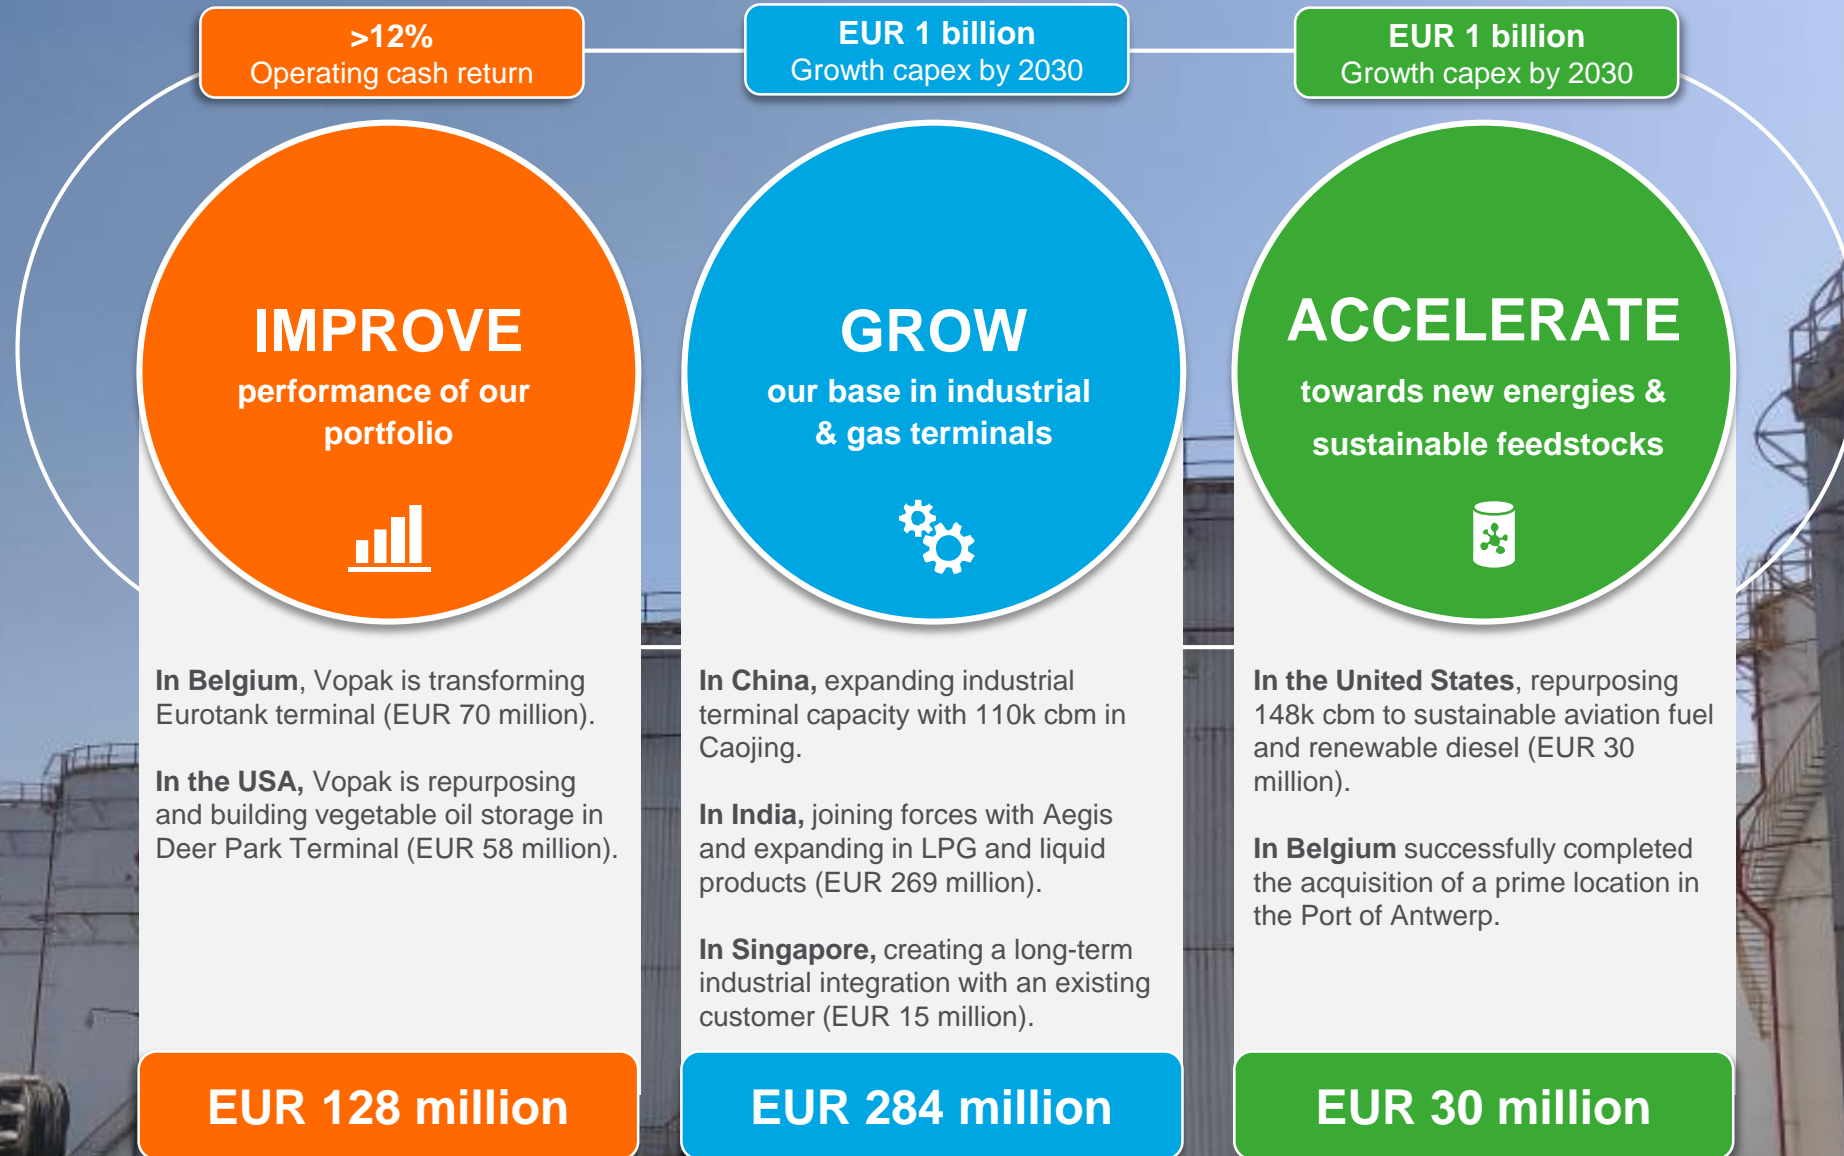 >12%
Operating cash return
IMPROVE
performance of our
portfolio
In Belgium, Vopak is transforming
Eurotank terminal (EUR 70 million).
In the USA, Vopak is repurposing
and building vegetable oil storage in
Deer Park Terminal (EUR 58 million).
EUR 128 million
EUR 1 billion
Growth capex by 2030
GROW
our base in industrial
& gas terminals
In China, expanding industrial
terminal capacity with 110k cbm in
Caojing.
In India, joining forces with Aegis
and expanding in LPG and liquid
products (EUR 269 million).
In Singapore, creating a long-term
industrial integration with an existing
customer (EUR 15 million).
EUR 284 million
EUR 1 billion
Growth capex by 2030
ACCELERATE
towards new energies &
sustainable feedstocks
In the United States, repurposing
148k cbm to sustainable aviation fuel
and renewable diesel (EUR 30
million).
In Belgium successfully completed
the acquisition of a prime location in
the Port of Antwerp.
EUR 30 million